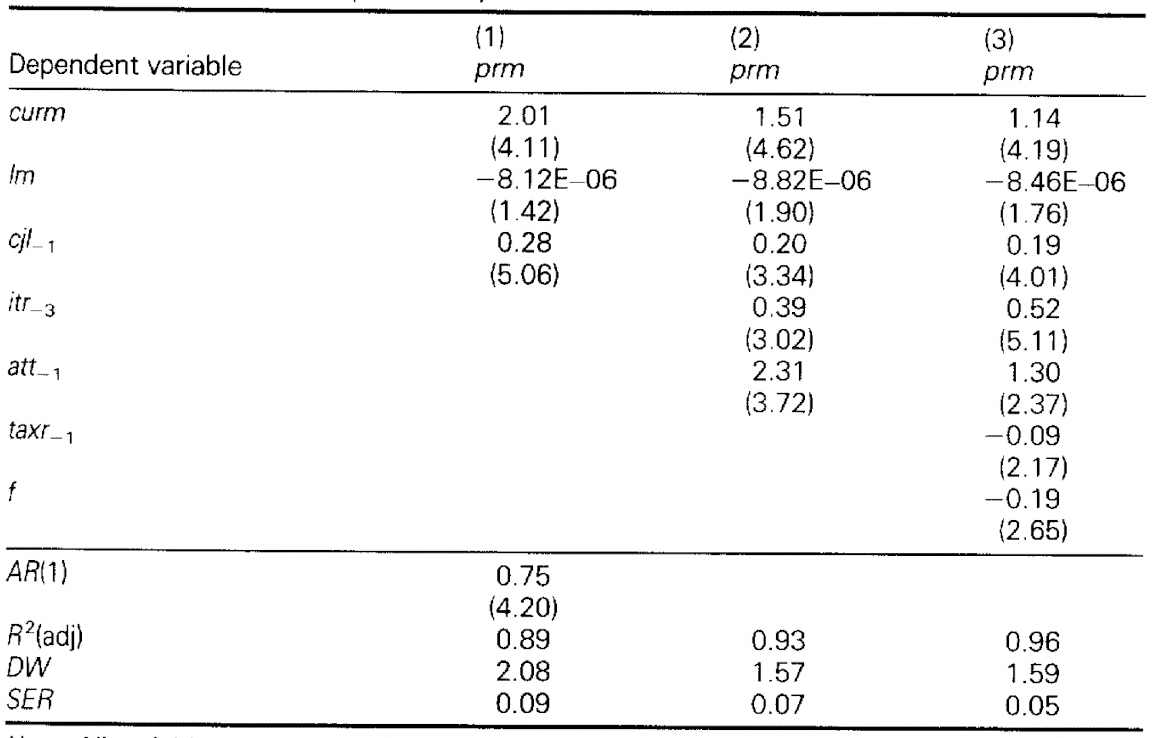 (1) (2) (3)
Dependent variable prm prm prm
curm 2.01 1.51 1.14
(4.11) (4.62) (4.19)
lm −8.12E–06 −8.82E–06 −8.46E–06
(1.42) (1.90) (1.76)
cjl−1 0.28 0.20 0.19
(5.06) (3.34) (4.01)
itr−3 0.39 0.52
(3.02) (5.11)
att−1 2.31 1.30
(3.72) (2.37)
taxr−1 −0.09
(2.17)
f −0.19
(2.65)
AR(1) 0.75
(4.20)
R²(adj) 0.89 0.93 0.96
DW 2.08 1.57 1.59
SER 0.09 0.07 0.05